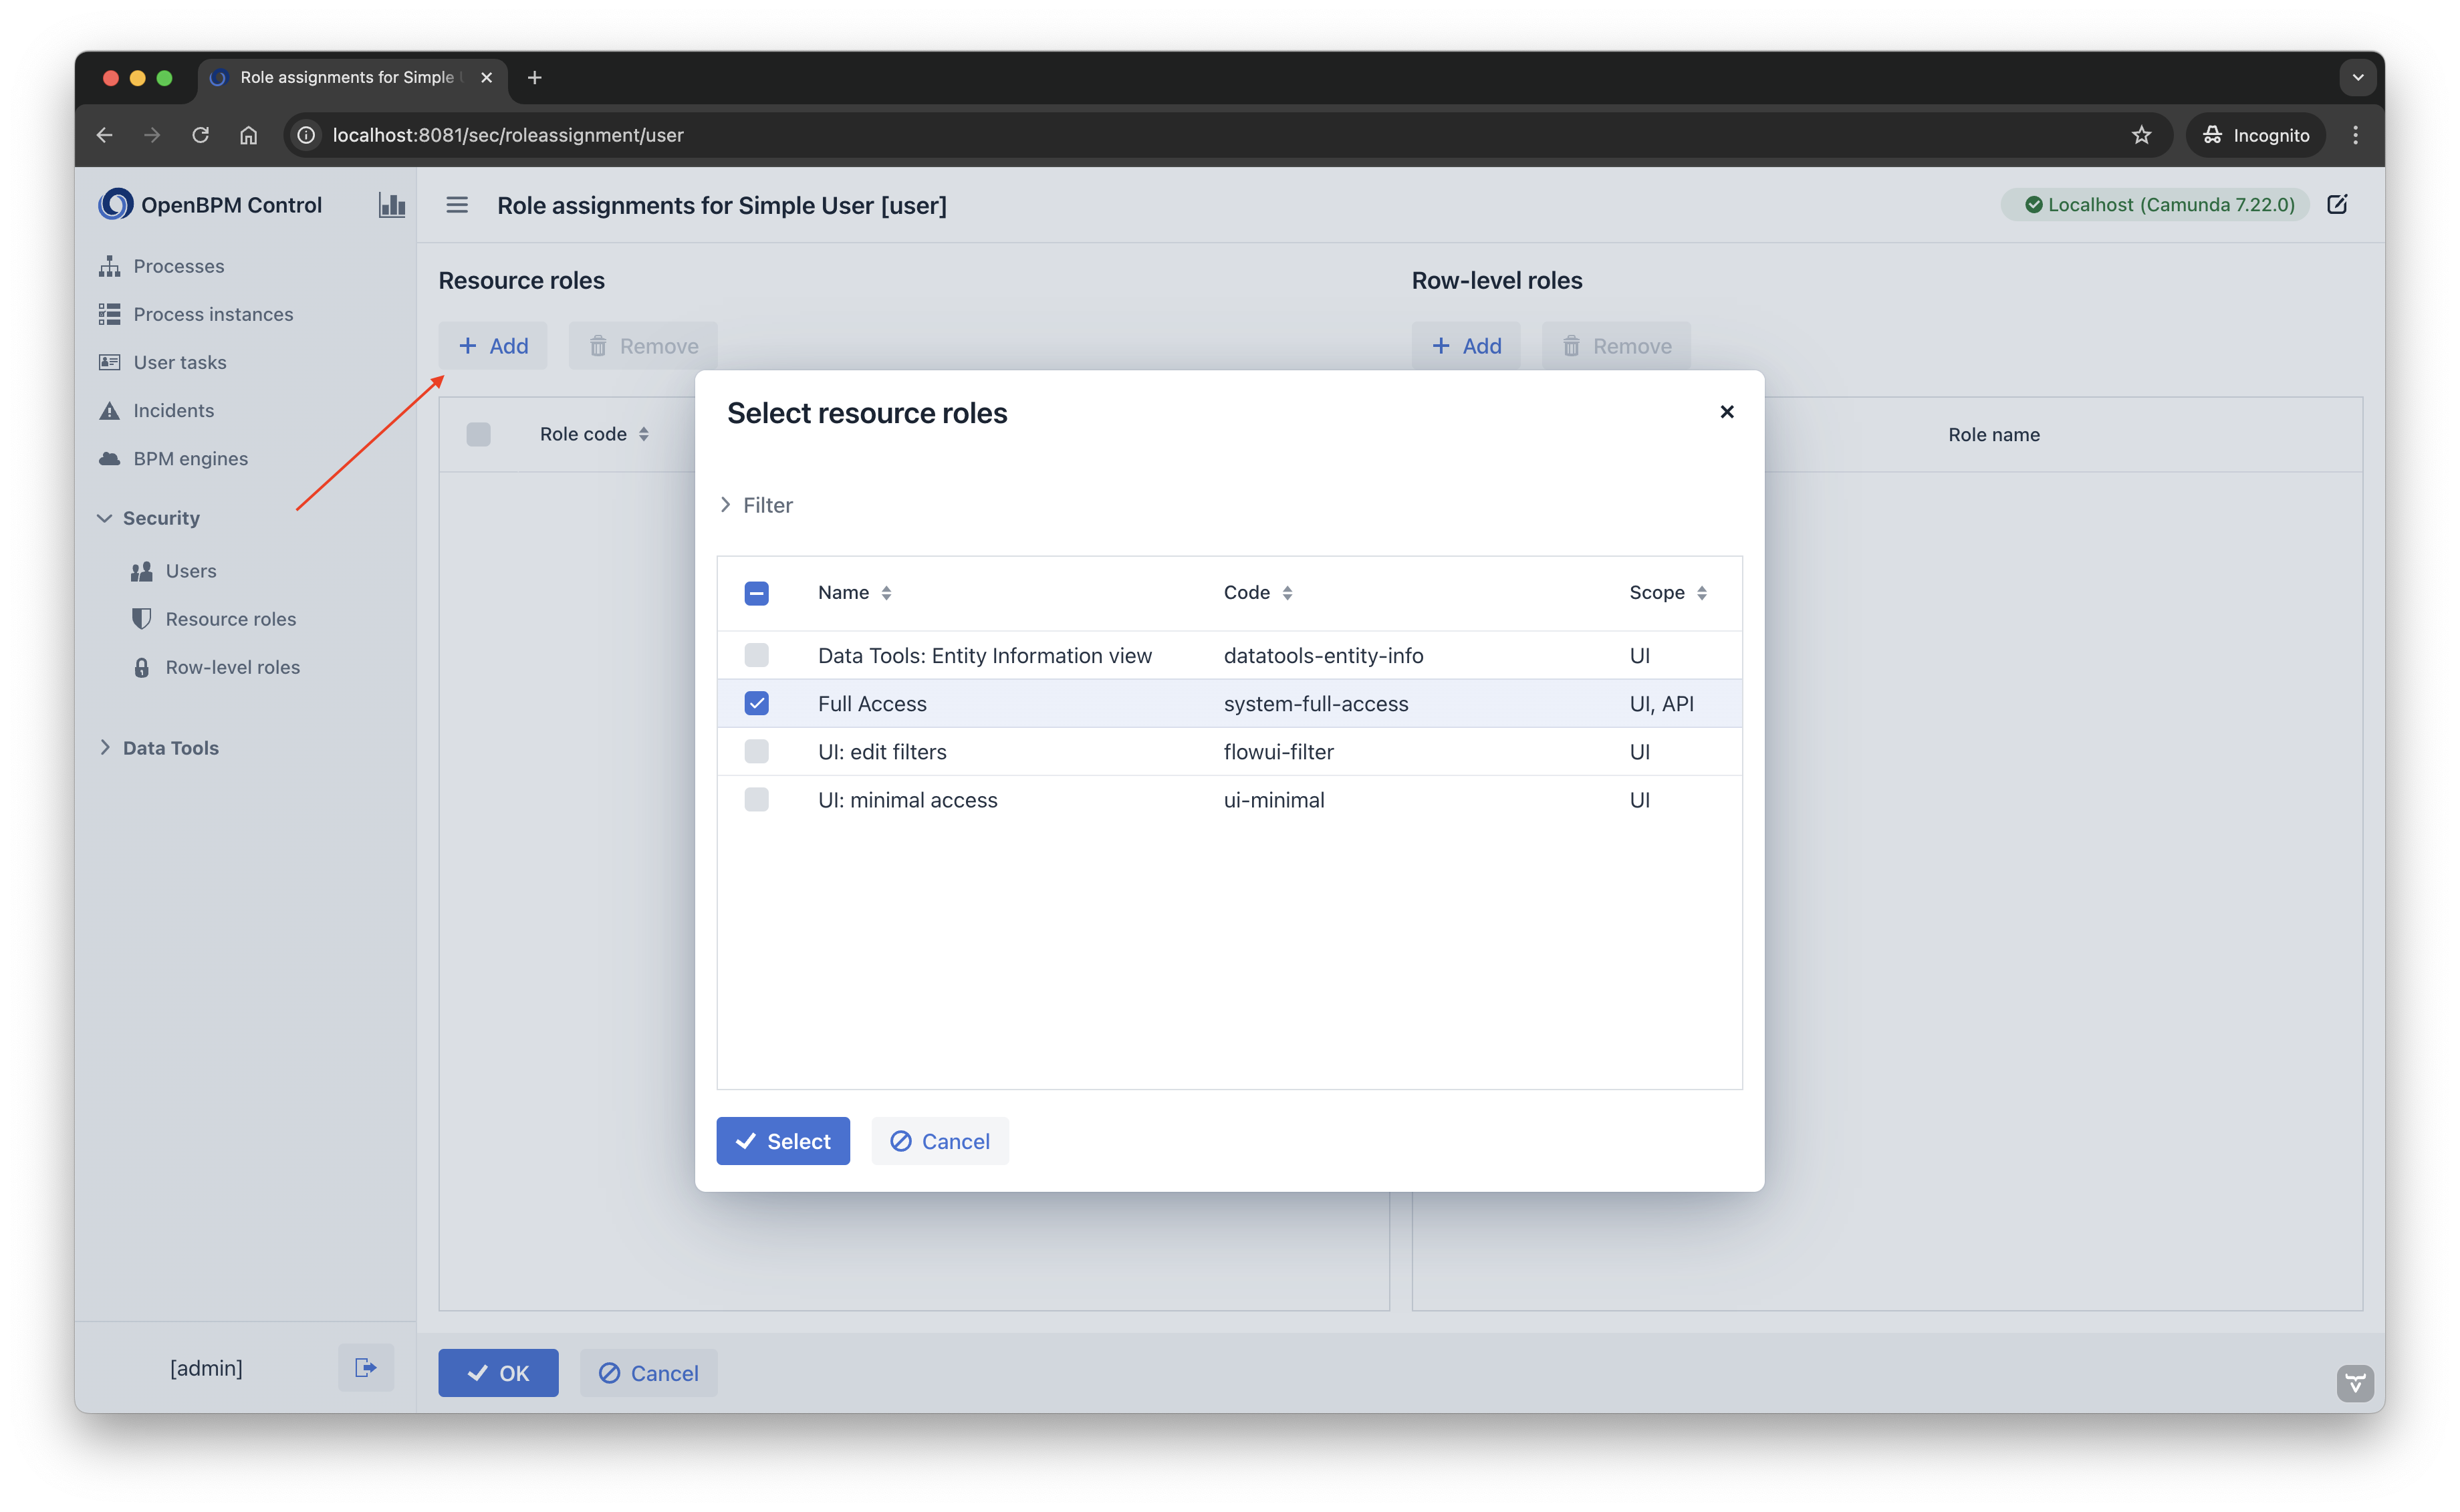 Role assignments for Simple
localhost:8081/sec/roleassignment/user
Incognito
OpenBPM Control
Role assignments for Simple User [user]
Localhost (Camunda 7.22.0)
Processes
Process instances
User tasks
Incidents
BPM engines
Security
Users
Resource roles
Row-level roles
Data Tools
[admin]
Resource roles
Add
Remove
Role code
Row-level roles
Add
Remove
Role name
Select resource roles
Filter
Name Code Scope
Data Tools: Entity Information view datatools-entity-info UI
Full Access system-full-access UI, API
UI: edit filters flowui-filter UI
UI: minimal access ui-minimal UI
Select
Cancel
OK
Cancel